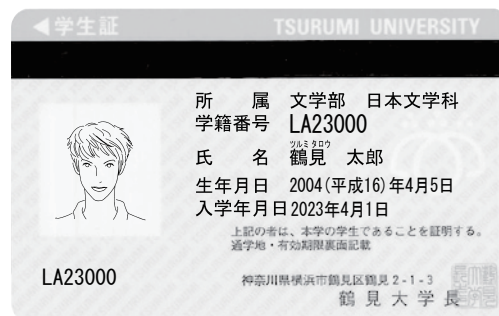 ◀学生証 TSURUMI UNIVERSITY
所　属 文学部 日本文学科
学籍番号 LA23000
ツルミ タロウ
氏　名 鶴見 太郎
生年月日 2004(平成16)年4月5日
入学年月日 2023年4月1日
上記の者は、本学の学生であることを証明する。
通学地・有効期限裏面記載
LA23000
神奈川県横浜市鶴見区鶴見2-1-3
鶴見大学長